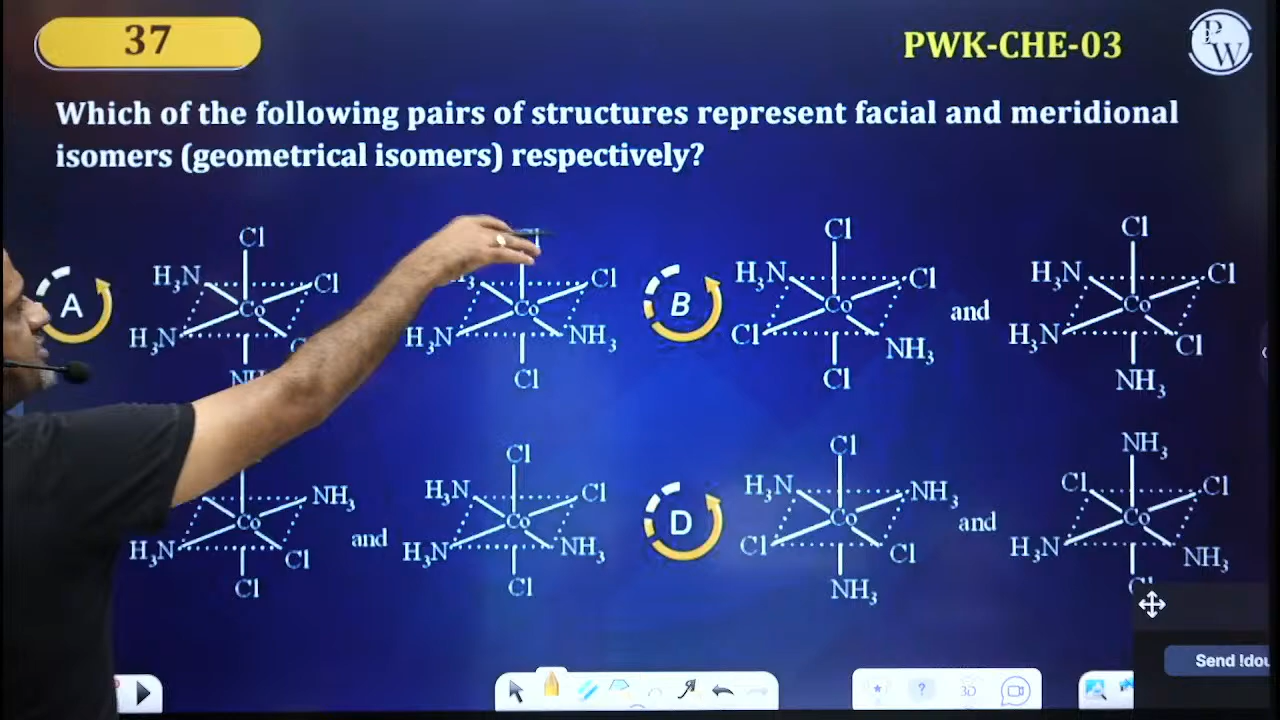 37
PWK-CHE-03
PW
Which of the following pairs of structures represent facial and meridional
isomers (geometrical isomers) respectively?
A
Cl
H₃N
Cl
Co
H₃N
Cl
Co
H₃N
NH₃
Cl
B
Cl
H₃N
Cl
Co
Cl
NH₃
Cl
and
Cl
H₃N
Cl
Co
H₃N
Cl
NH₃
NH₃
Co
H₃N
Cl
Cl
and
Cl
H₃N
Cl
Co
H₃N
NH₃
Cl
D
Cl
H₃N
NH₃
Co
Cl
Cl
NH₃
and
NH₃
Cl
Cl
Co
H₃N
NH₃
3D
?
Send !dou